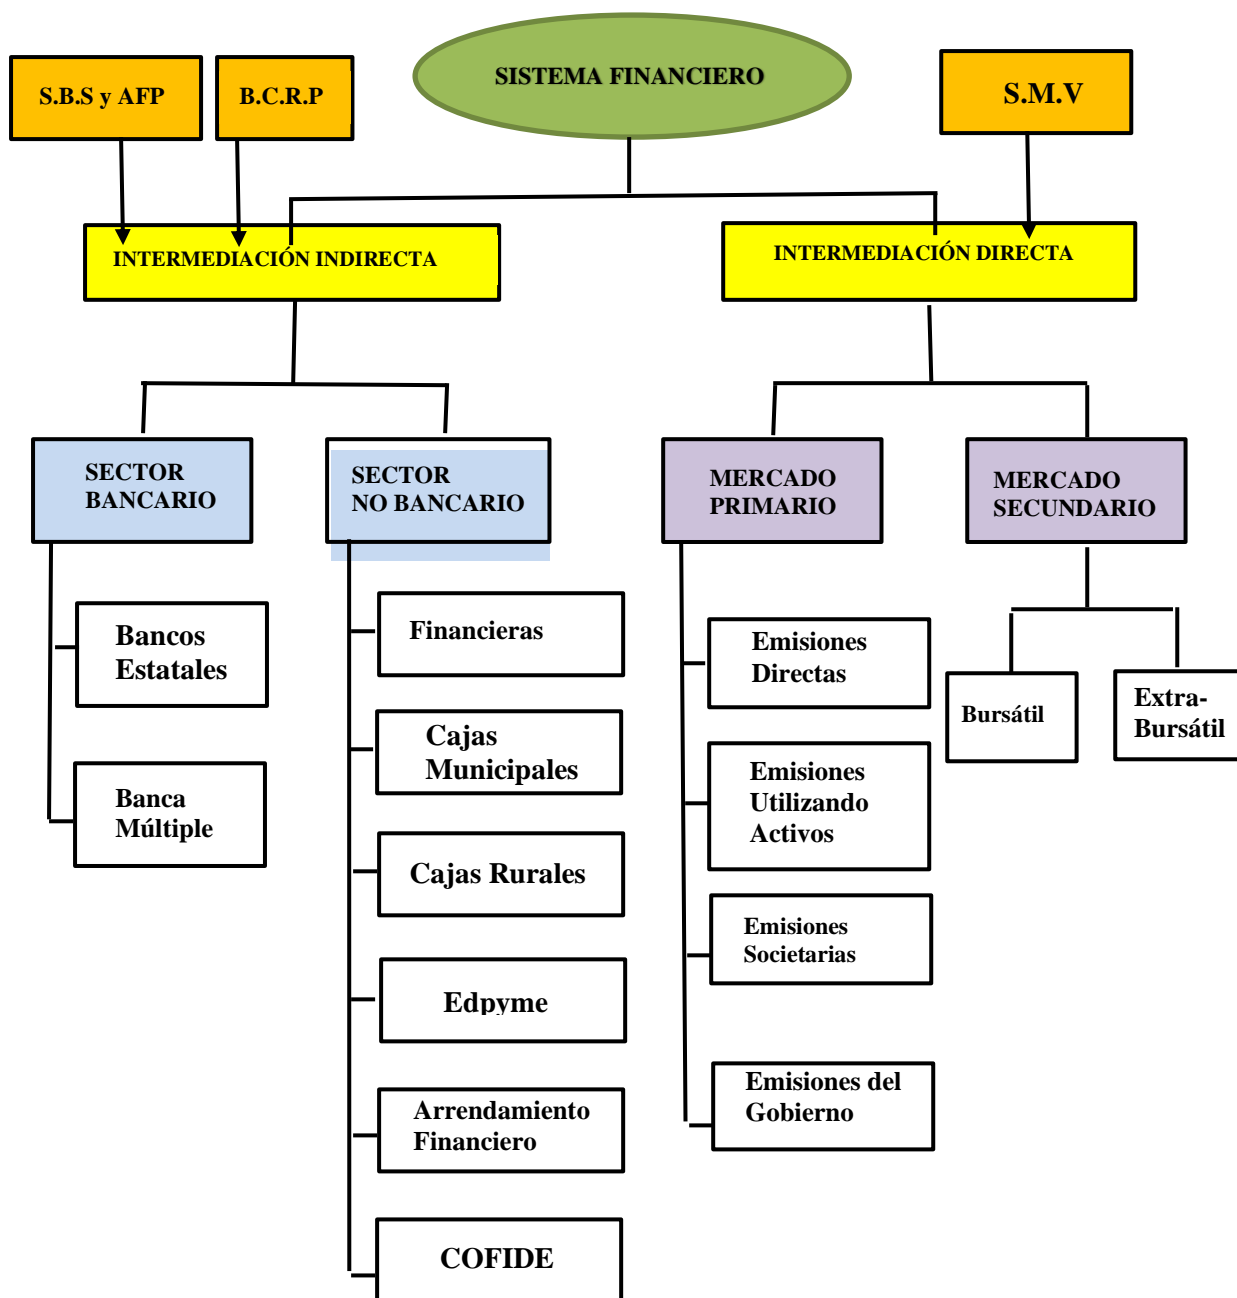 SISTEMA FINANCIERO
S.B.S y AFP
B.C.R.P
S.M.V
INTERMEDIACIÓN INDIRECTA
INTERMEDIACIÓN DIRECTA
SECTOR
BANCARIO
SECTOR
NO BANCARIO
MERCADO
PRIMARIO
MERCADO
SECUNDARIO
Bancos
Estatales
Banca
Múltiple
Financieras
Cajas
Municipales
Cajas Rurales
Edpyme
Arrendamiento
Financiero
COFIDE
Emisiones
Directas
Emisiones
Utilizando
Activos
Emisiones
Societarias
Emisiones del
Gobierno
Bursátil
Extra-
Bursátil